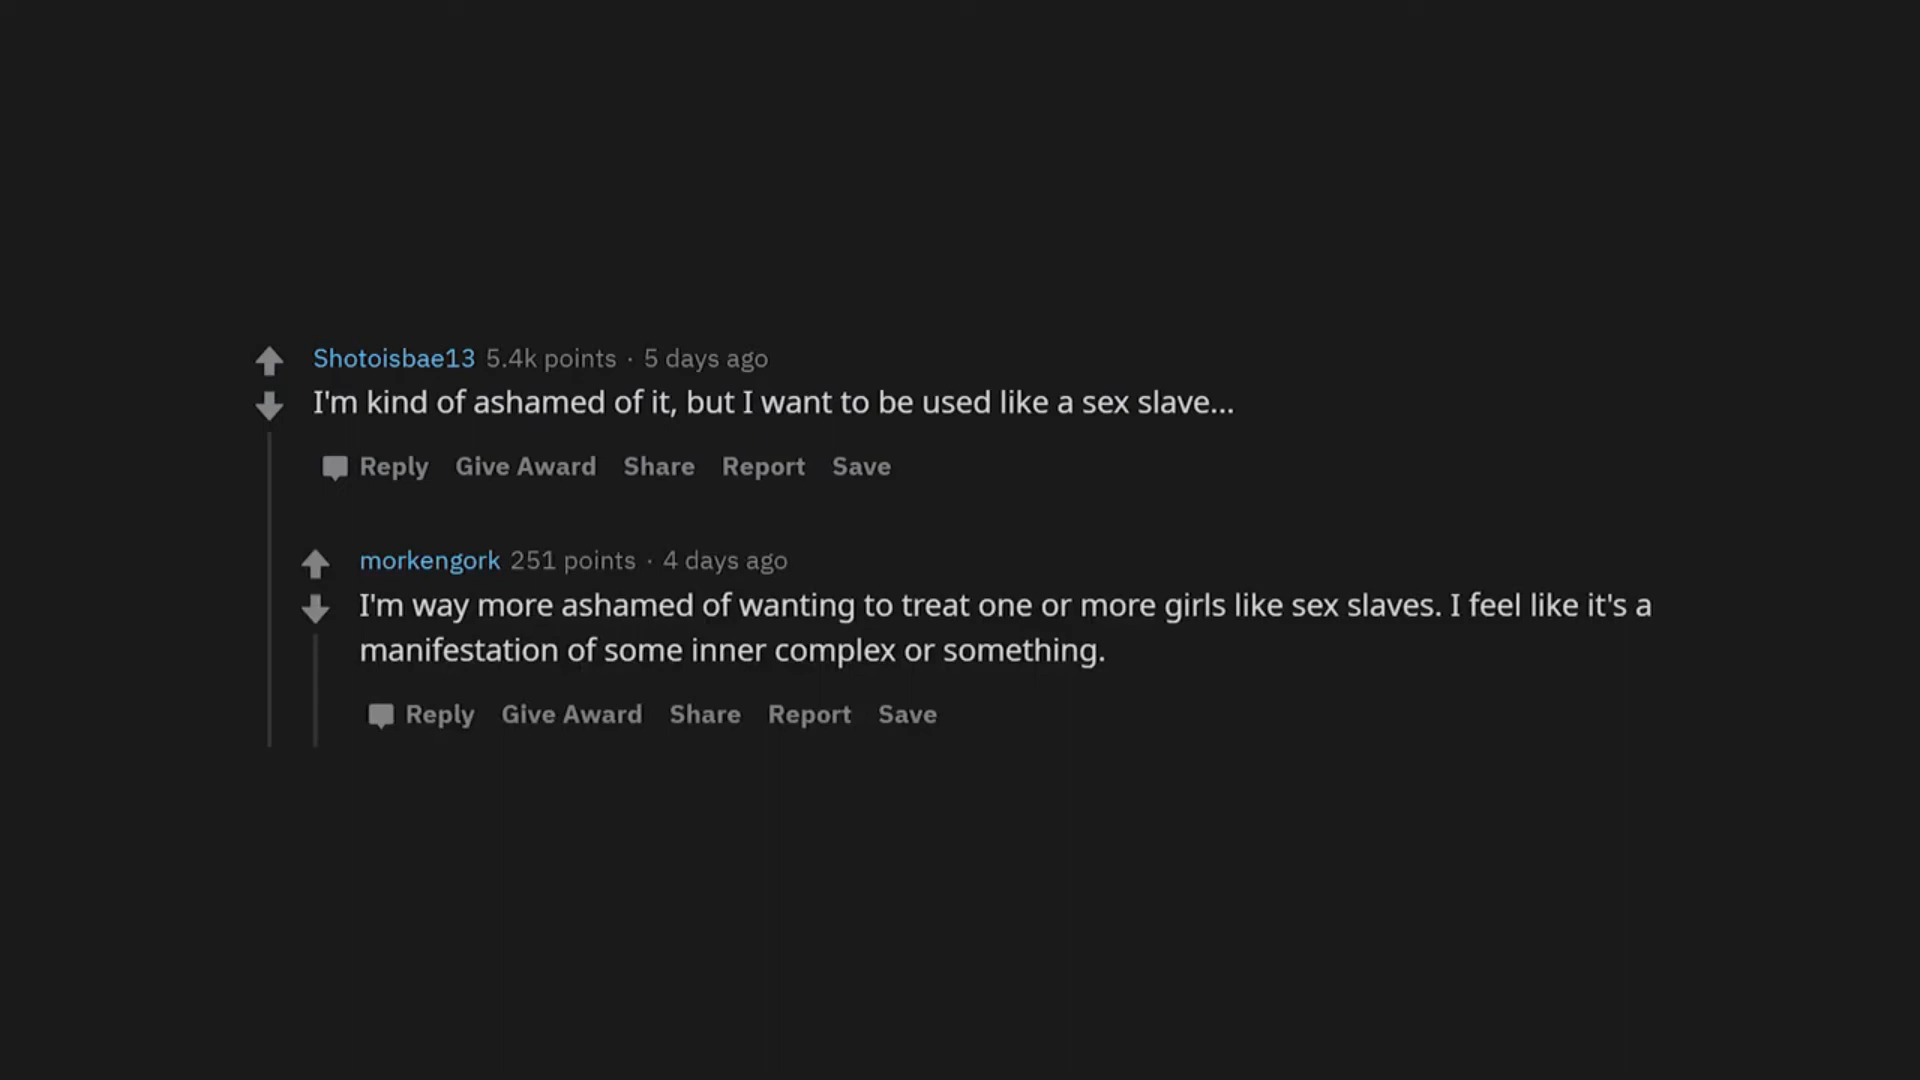 Shotoisbae13 5.4k points · 5 days ago
I'm kind of ashamed of it, but I want to be used like a sex slave...
Reply Give Award Share Report Save
morkengork 251 points · 4 days ago
I'm way more ashamed of wanting to treat one or more girls like sex slaves. I feel like it's a
manifestation of some inner complex or something.
Reply Give Award Share Report Save